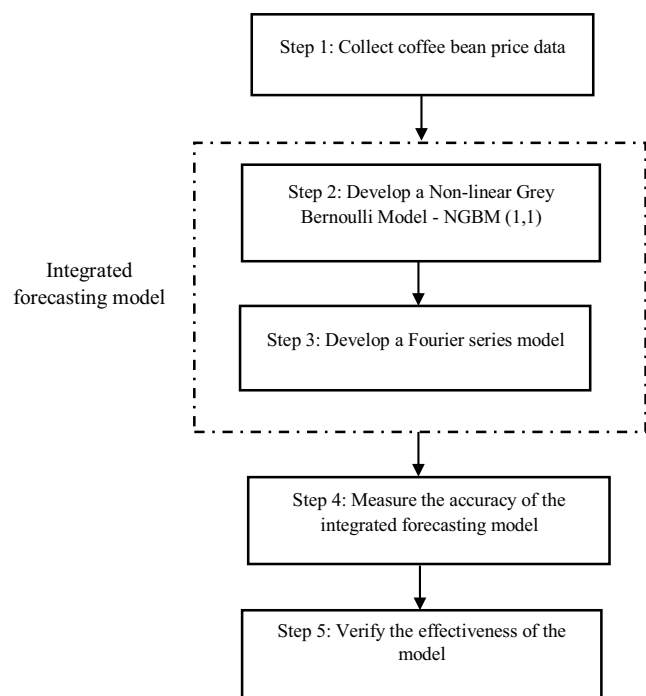 Step 1: Collect coffee bean price data
Step 2: Develop a Non-linear Grey
Bernoulli Model - NGBM (1,1)
Integrated
forecasting model
Step 3: Develop a Fourier series model
Step 4: Measure the accuracy of the
integrated forecasting model
Step 5: Verify the effectiveness of the
model